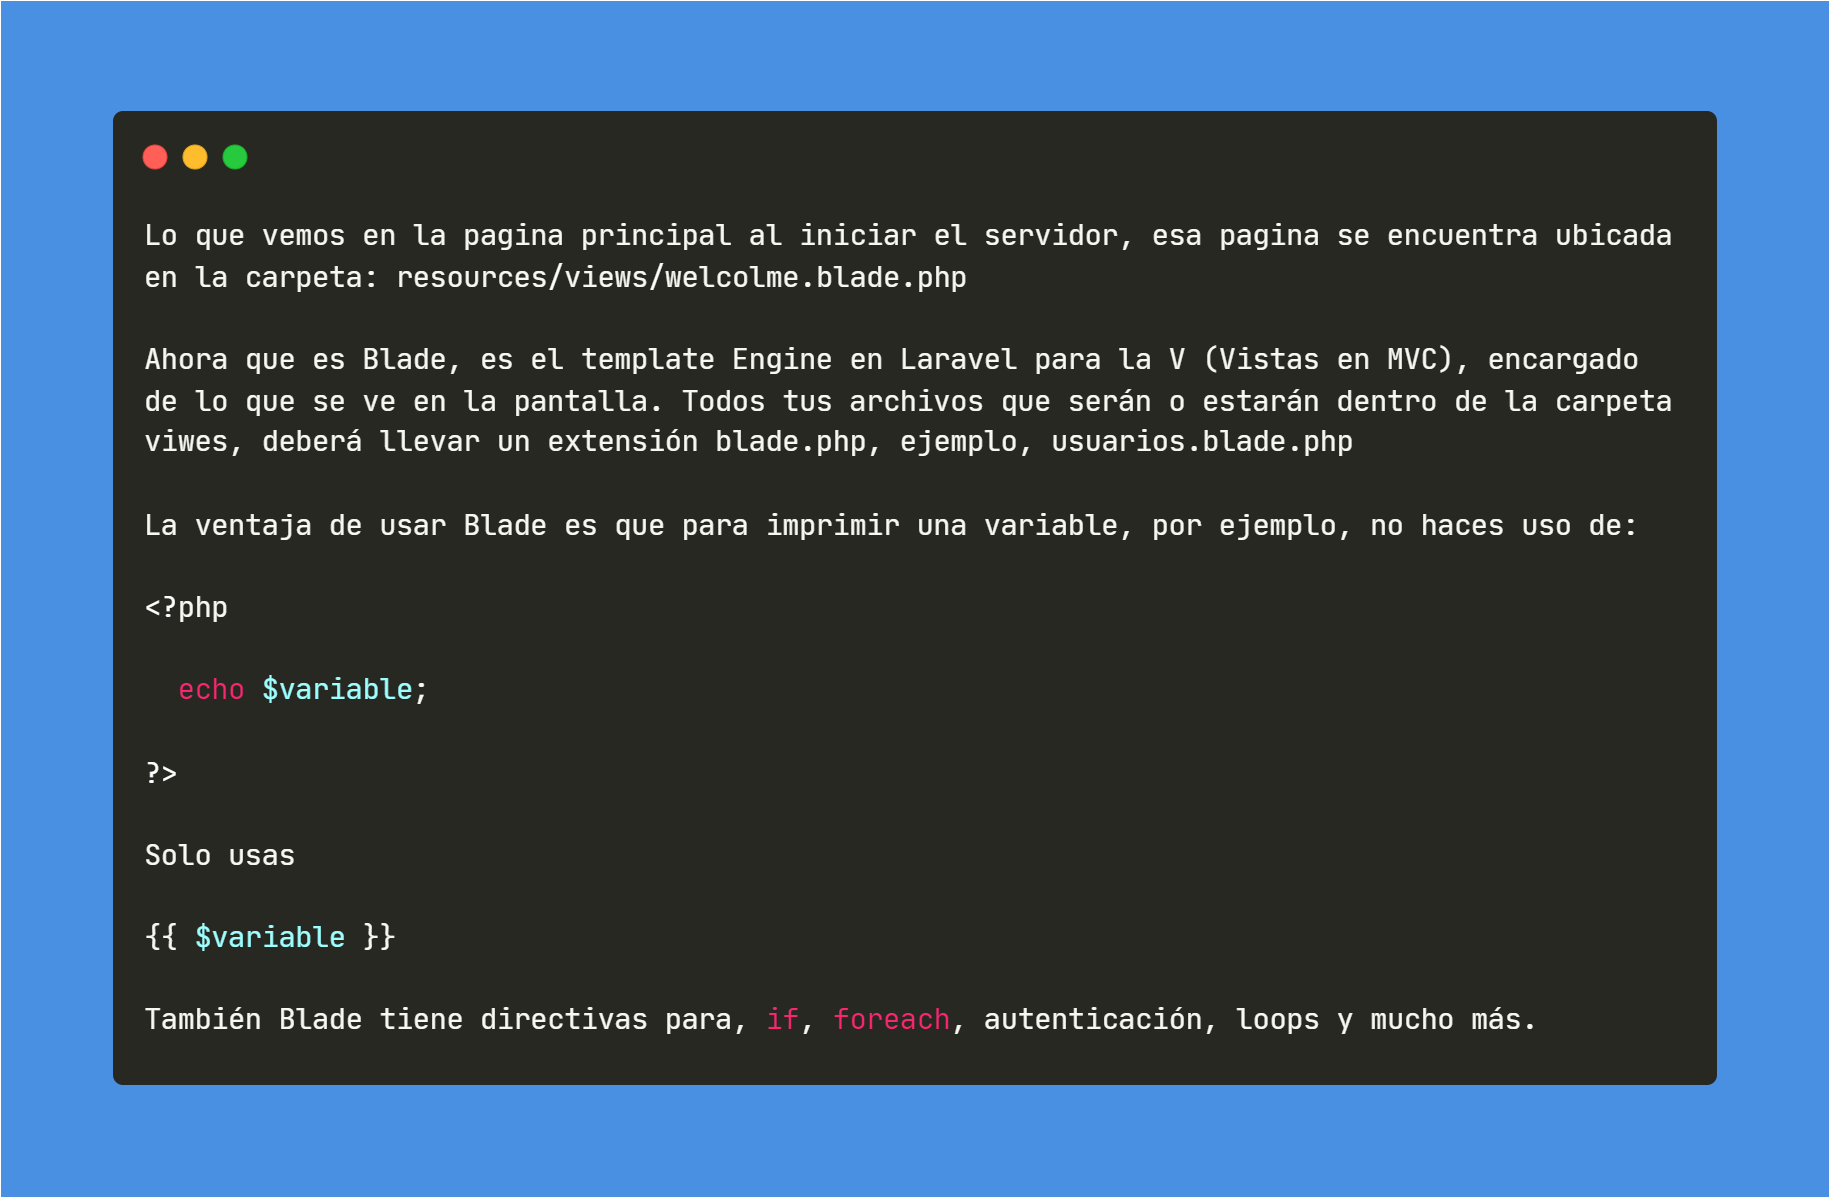 Lo que vemos en la pagina principal al iniciar el servidor, esa pagina se encuentra ubicada
en la carpeta: resources/views/welcolme.blade.php
Ahora que es Blade, es el template Engine en Laravel para la V (Vistas en MVC), encargado
de lo que se ve en la pantalla. Todos tus archivos que serán o estarán dentro de la carpeta
viwes, deberá llevar un extensión blade.php, ejemplo, usuarios.blade.php
La ventaja de usar Blade es que para imprimir una variable, por ejemplo, no haces uso de:
<?php
echo $variable;
?>
Solo usas
{{ $variable }}
También Blade tiene directivas para, if, foreach, autenticación, loops y mucho más.